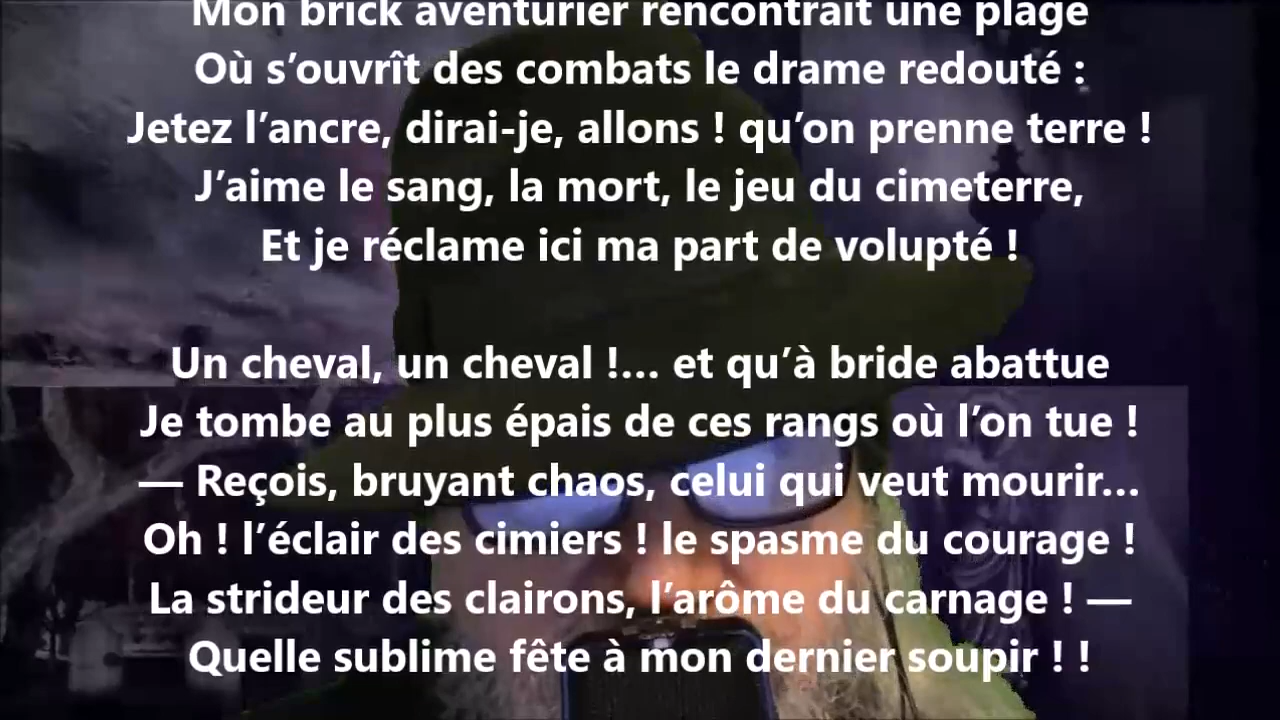 Mon brick aventurier rencontrait une plage
Où s’ouvrît des combats le drame redouté :
Jetez l’ancre, dirai-je, allons ! qu’on prenne terre !
J’aime le sang, la mort, le jeu du cimeterre,
Et je réclame ici ma part de volupté !
Un cheval, un cheval !... et qu’à bride abattue
Je tombe au plus épais de ces rangs où l’on tue !
— Reçois, bruyant chaos, celui qui veut mourir...
Oh ! l’éclair des cimiers ! le spasme du courage !
La strideur des clairons, l’arôme du carnage ! —
Quelle sublime fête à mon dernier soupir ! !